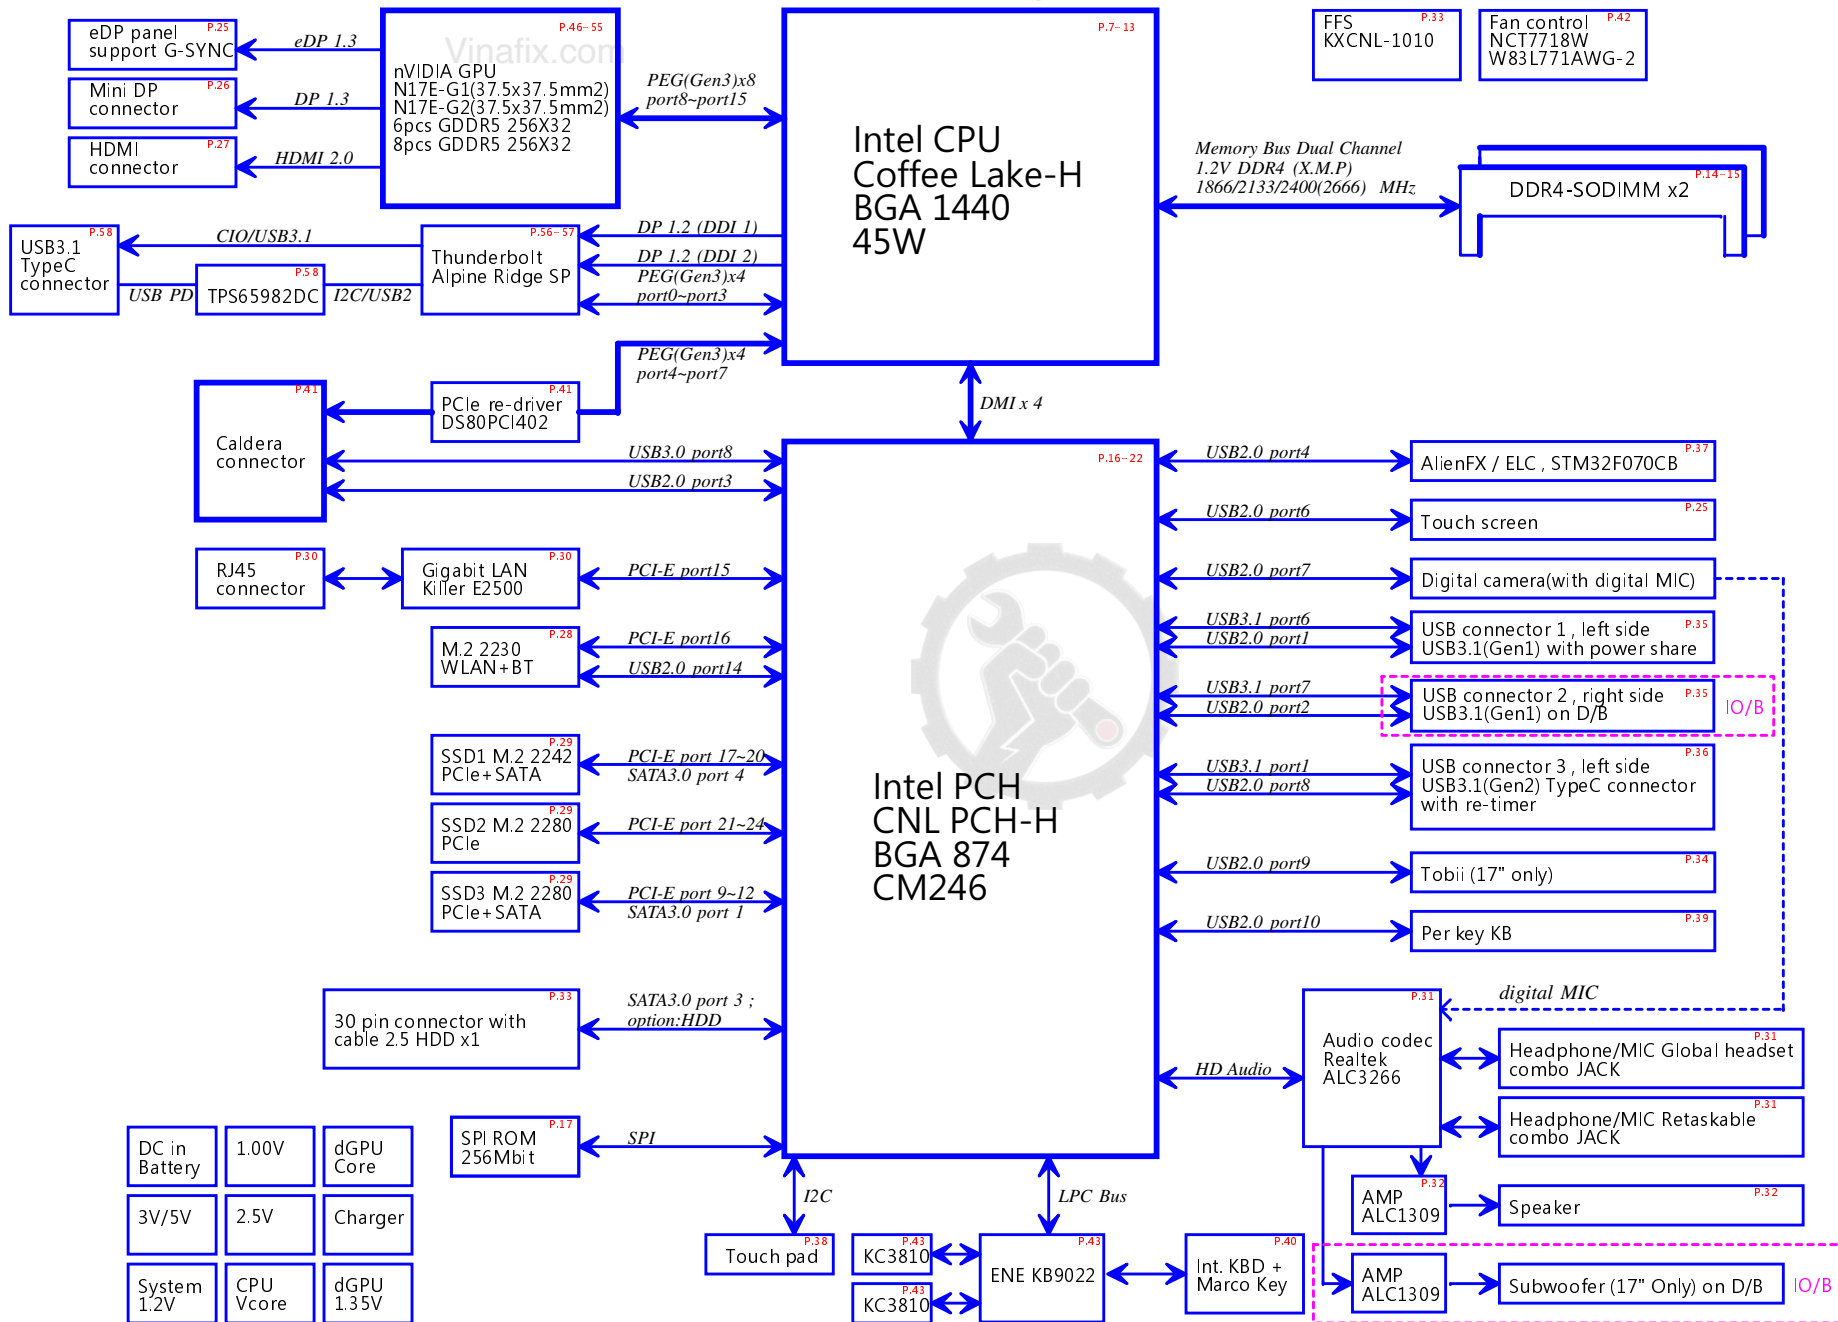 P.25
eDP panel
support G-SYNC
eDP 1.3
P.26
Mini DP
connector
DP 1.3
P.27
HDMI
connector
HDMI 2.0
P.46~55
Vinafix.com
nVIDIA GPU
N17E-G1(37.5x37.5mm2)
N17E-G2(37.5x37.5mm2)
6pcs GDDR5 256X32
8pcs GDDR5 256X32
PEG(Gen3)x8
port8~port15
P.7~13
Intel CPU
Coffee Lake-H
BGA 1440
45W
P.33
FFS
KXCNL-1010
P.42
Fan control
NCT7718W
W83L771AWG-2
Memory Bus Dual Channel
1.2V DDR4 (X.M.P)
1866/2133/2400(2666) MHz
P.14~15
DDR4-SODIMM x2
P.58
USB3.1
TypeC
connector
CIO/USB3.1
USB PD
P.58
TPS65982DC
I2C/USB2
P.56~57
Thunderbolt
Alpine Ridge SP
DP 1.2 (DDI 1)
DP 1.2 (DDI 2)
PEG(Gen3)x4
port0~port3
PEG(Gen3)x4
port4~port7
P.41
Caldera
connector
P.41
PCIe re-driver
DS80PCI402
DMI x 4
USB3.0 port8
USB2.0 port3
P.16~22
Intel PCH
CNL PCH-H
BGA 874
CM246
P.30
RJ45
connector
P.30
Gigabit LAN
Killer E2500
PCI-E port15
P.28
M.2 2230
WLAN+BT
PCI-E port16
USB2.0 port14
P.29
SSD1 M.2 2242
PCIe+SATA
PCI-E port 17~20
SATA3.0 port 4
P.29
SSD2 M.2 2280
PCIe
PCI-E port 21~24
P.29
SSD3 M.2 2280
PCIe+SATA
PCI-E port 9~12
SATA3.0 port 1
P.33
30 pin connector with
cable 2.5 HDD x1
SATA3.0 port 3 ;
option:HDD
P.17
SPI ROM
256Mbit
SPI
USB2.0 port4
P.37
AlienFX / ELC , STM32F070CB
USB2.0 port6
P.25
Touch screen
USB2.0 port7
Digital camera(with digital MIC)
USB3.1 port6
USB2.0 port1
P.35
USB connector 1 , left side
USB3.1(Gen1) with power share
USB3.1 port7
USB2.0 port2
P.35
USB connector 2 , right side
USB3.1(Gen1) on D/B
IO/B
USB3.1 port1
USB2.0 port8
P.36
USB connector 3 , left side
USB3.1(Gen2) TypeC connector
with re-timer
USB2.0 port9
P.34
Tobii (17" only)
USB2.0 port10
P.39
Per key KB
digital MIC
HD Audio
P.31
Audio codec
Realtek
ALC3266
P.31
Headphone/MIC Global headset
combo JACK
P.31
Headphone/MIC Retaskable
combo JACK
P.32
AMP
ALC1309
P.32
Speaker
AMP
ALC1309
Subwoofer (17" Only) on D/B
IO/B
I2C
P.38
Touch pad
LPC Bus
P.43
KC3810
P.43
KC3810
P.43
ENE KB9022
P.40
Int. KBD +
Marco Key
DC in
Battery
1.00V
dGPU
Core
3V/5V
2.5V
Charger
System
1.2V
CPU
Vcore
dGPU
1.35V